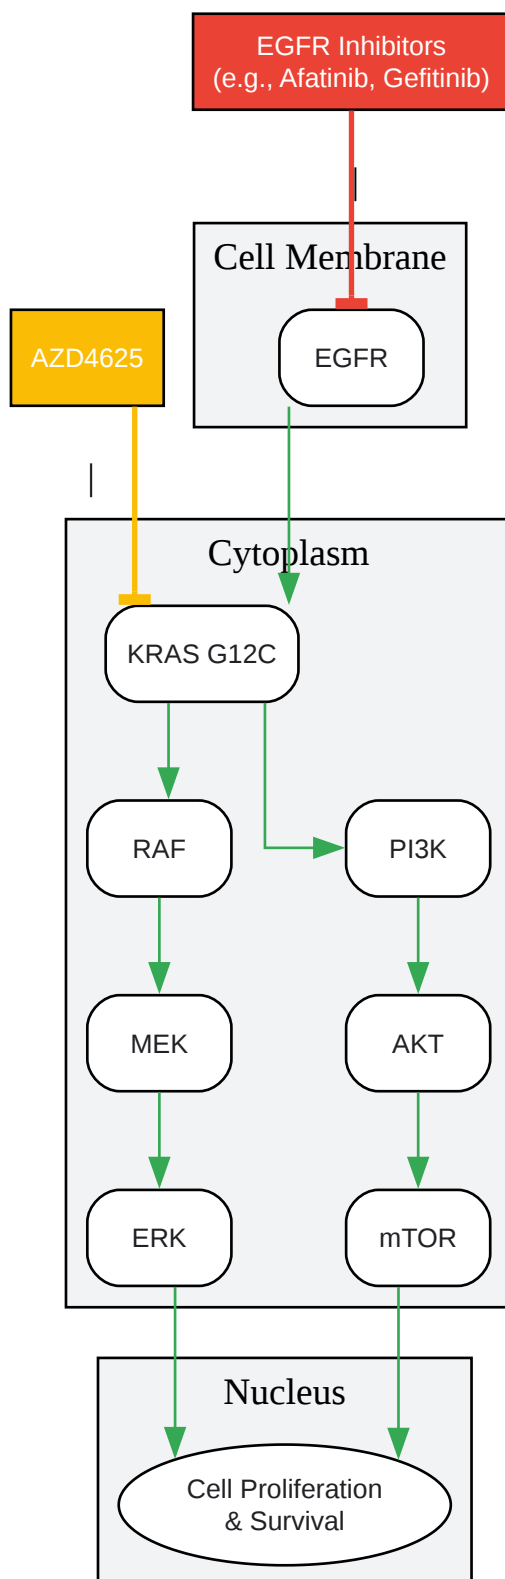 EGFR Inhibitors
(e.g., Afatinib, Gefitinib)
|
Cell Membrane
AZD4625
EGFR
|
Cytoplasm
KRAS G12C
RAF
PI3K
MEK
AKT
ERK
mTOR
Nucleus
Cell Proliferation
& Survival